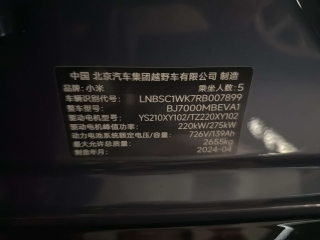 中国 北京汽车集团越野车有限公司 制造
品牌：小米 乘坐人数：5
车辆识别代号：LNBSC1WK7RB007899
整车型号：BJ7000MBEVA1
驱动电机型号：YS210XY102/TZ220XY102
驱动电机峰值功率：220kW/275kW
动力电池系统额定电压/容量：726V/139Ah
最大允许总质量：2655kg
制造年月：2024-04